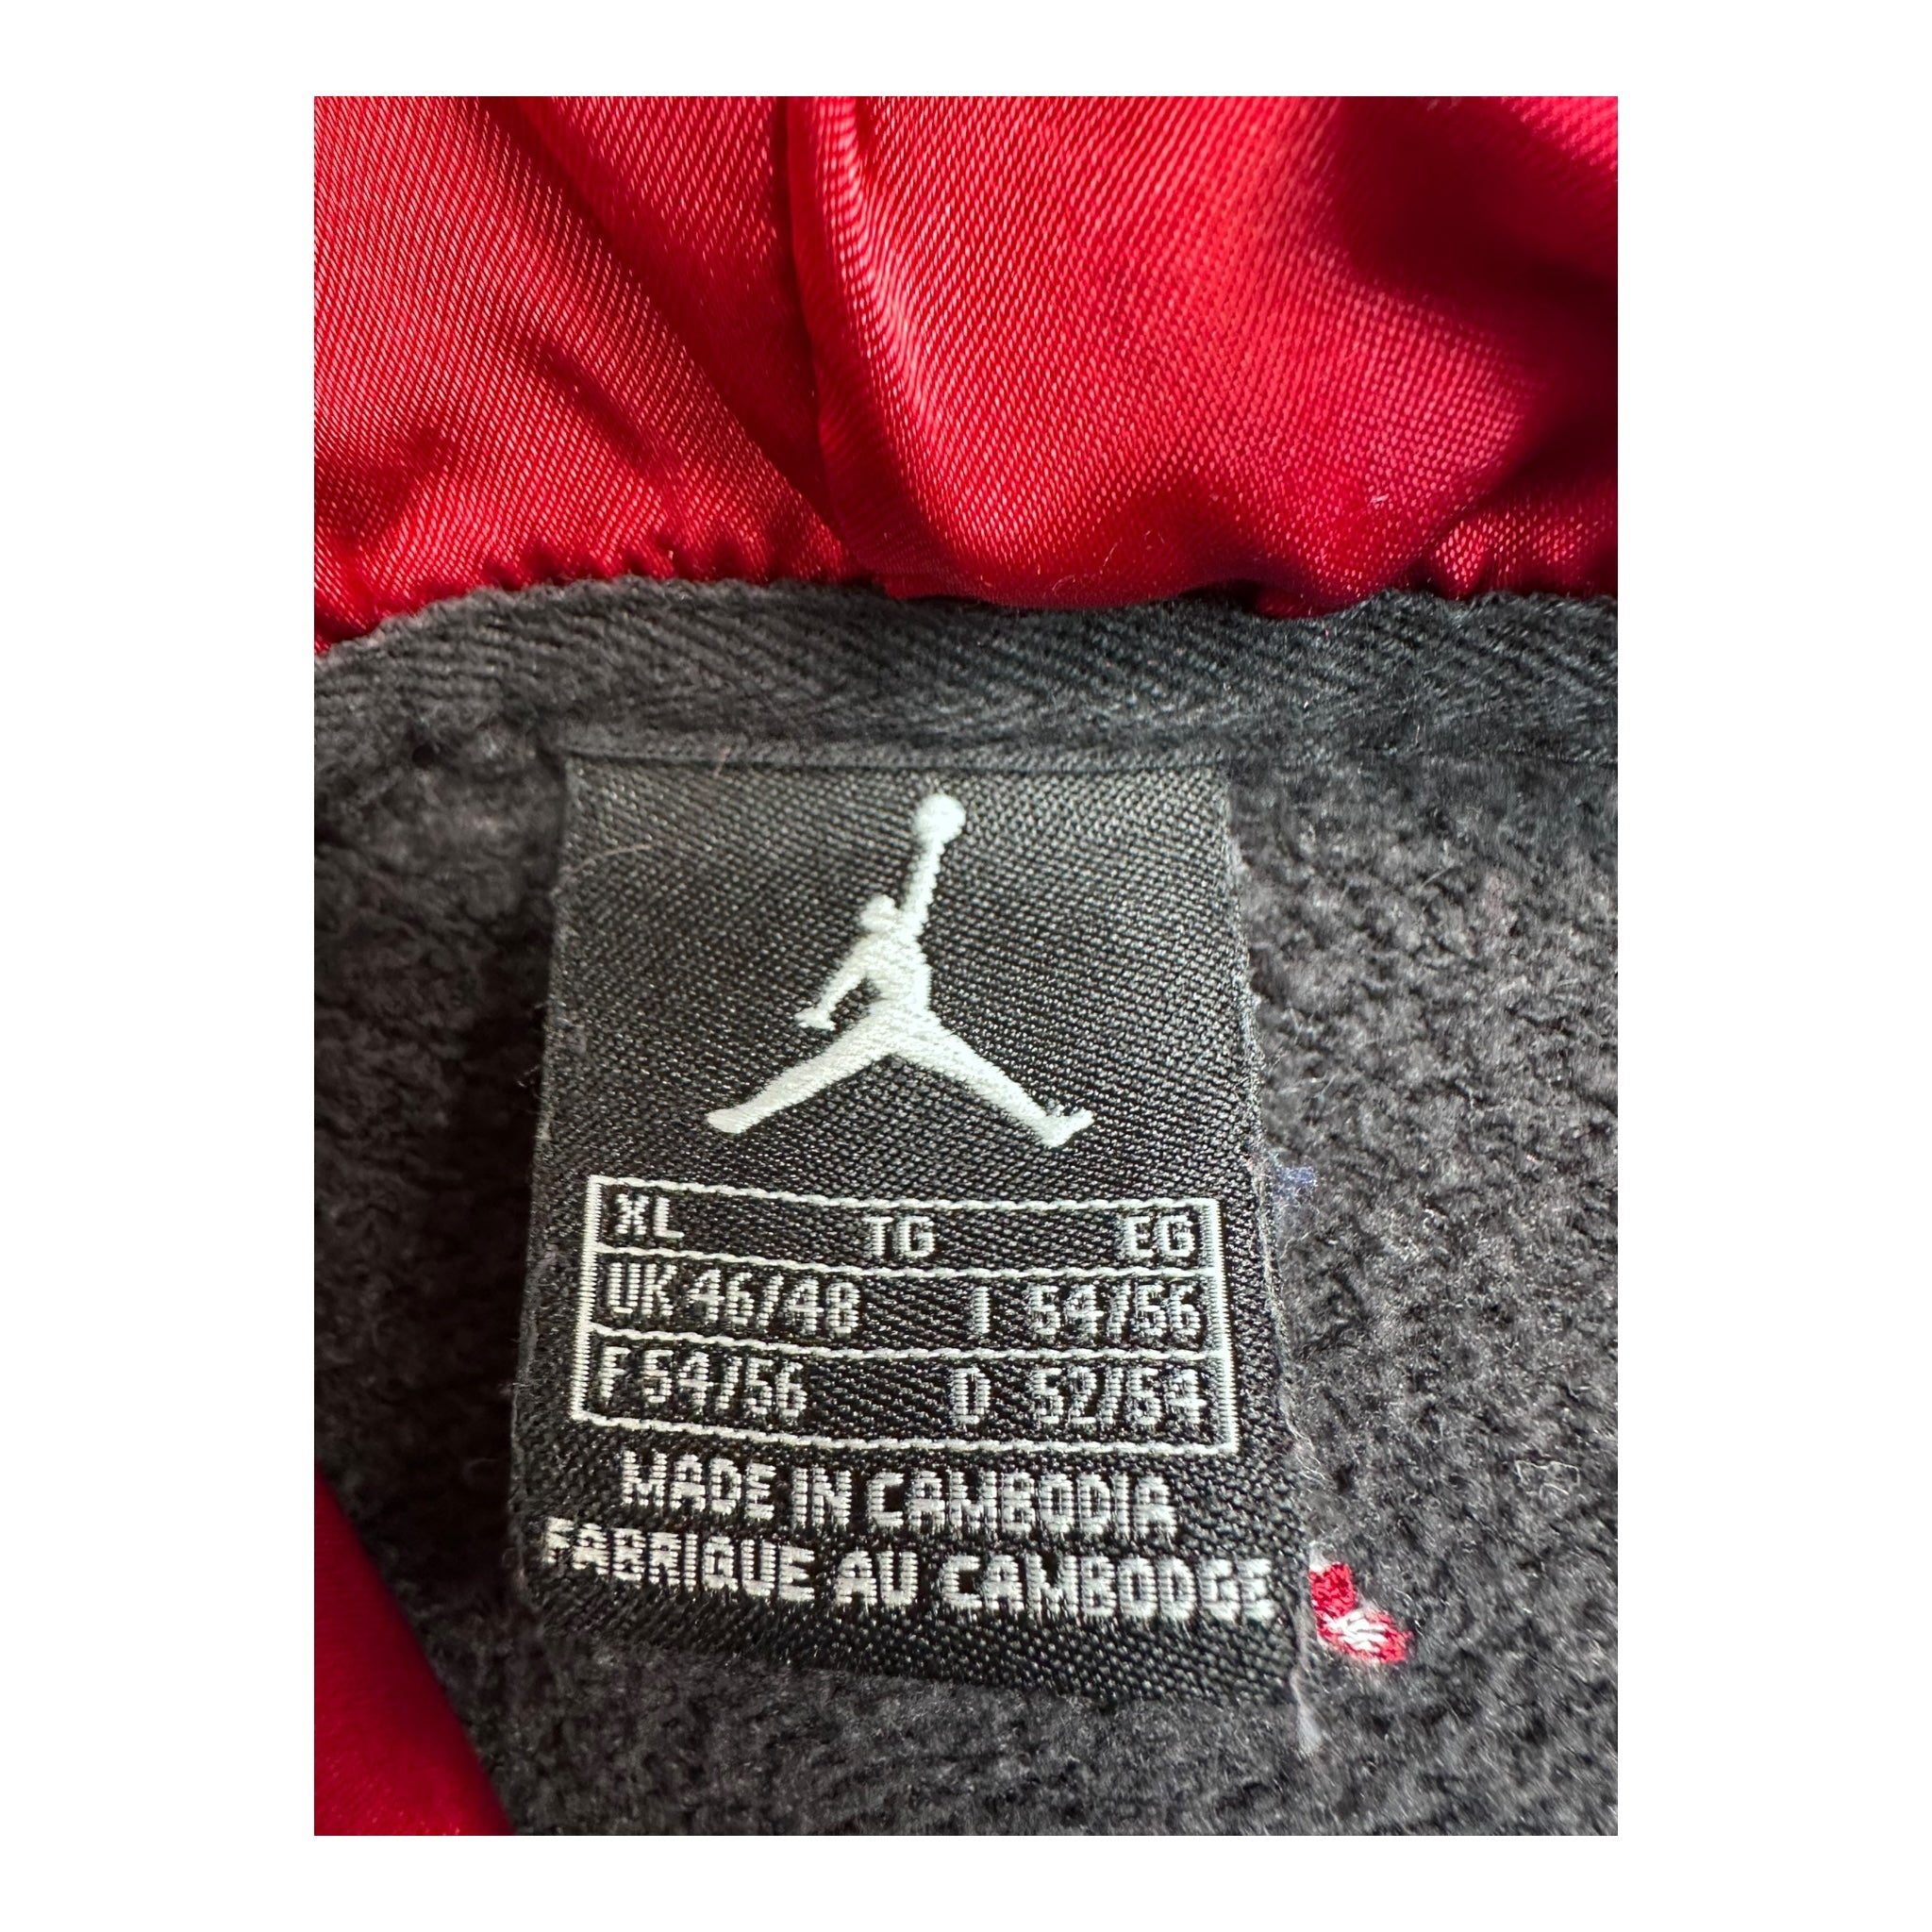 XL TG EG
UK 46/48 I 54/56
F 54/56 D 52/54
MADE IN CAMBODIA
FABRIQUE AU CAMBODGE